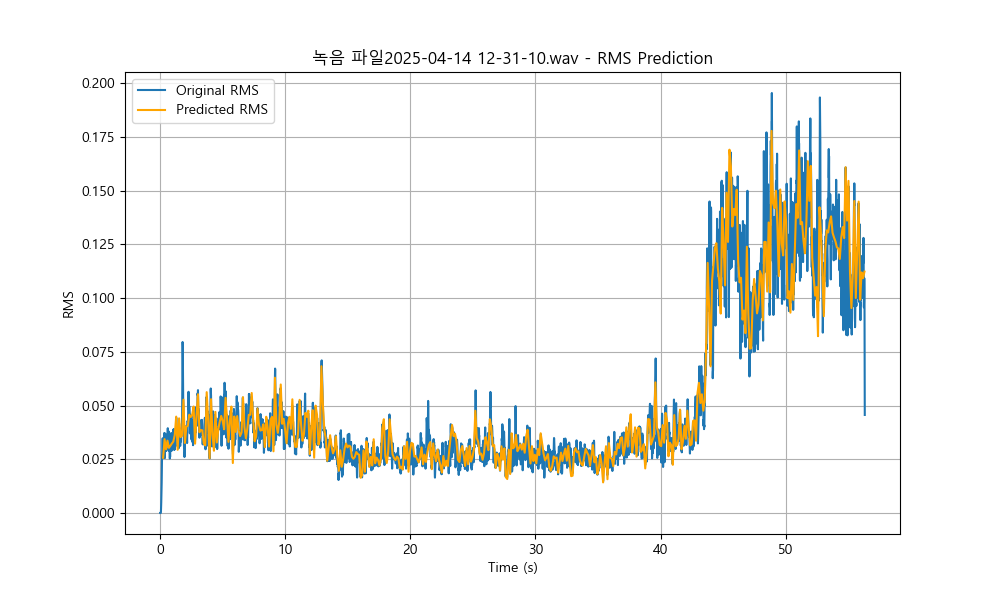 녹음 파일2025-04-14 12-31-10.wav - RMS Prediction
Original RMS
Predicted RMS
0.200
0.175
0.150
0.125
0.100
0.075
0.050
0.025
0.000
RMS
0 10 20 30 40 50
Time (s)